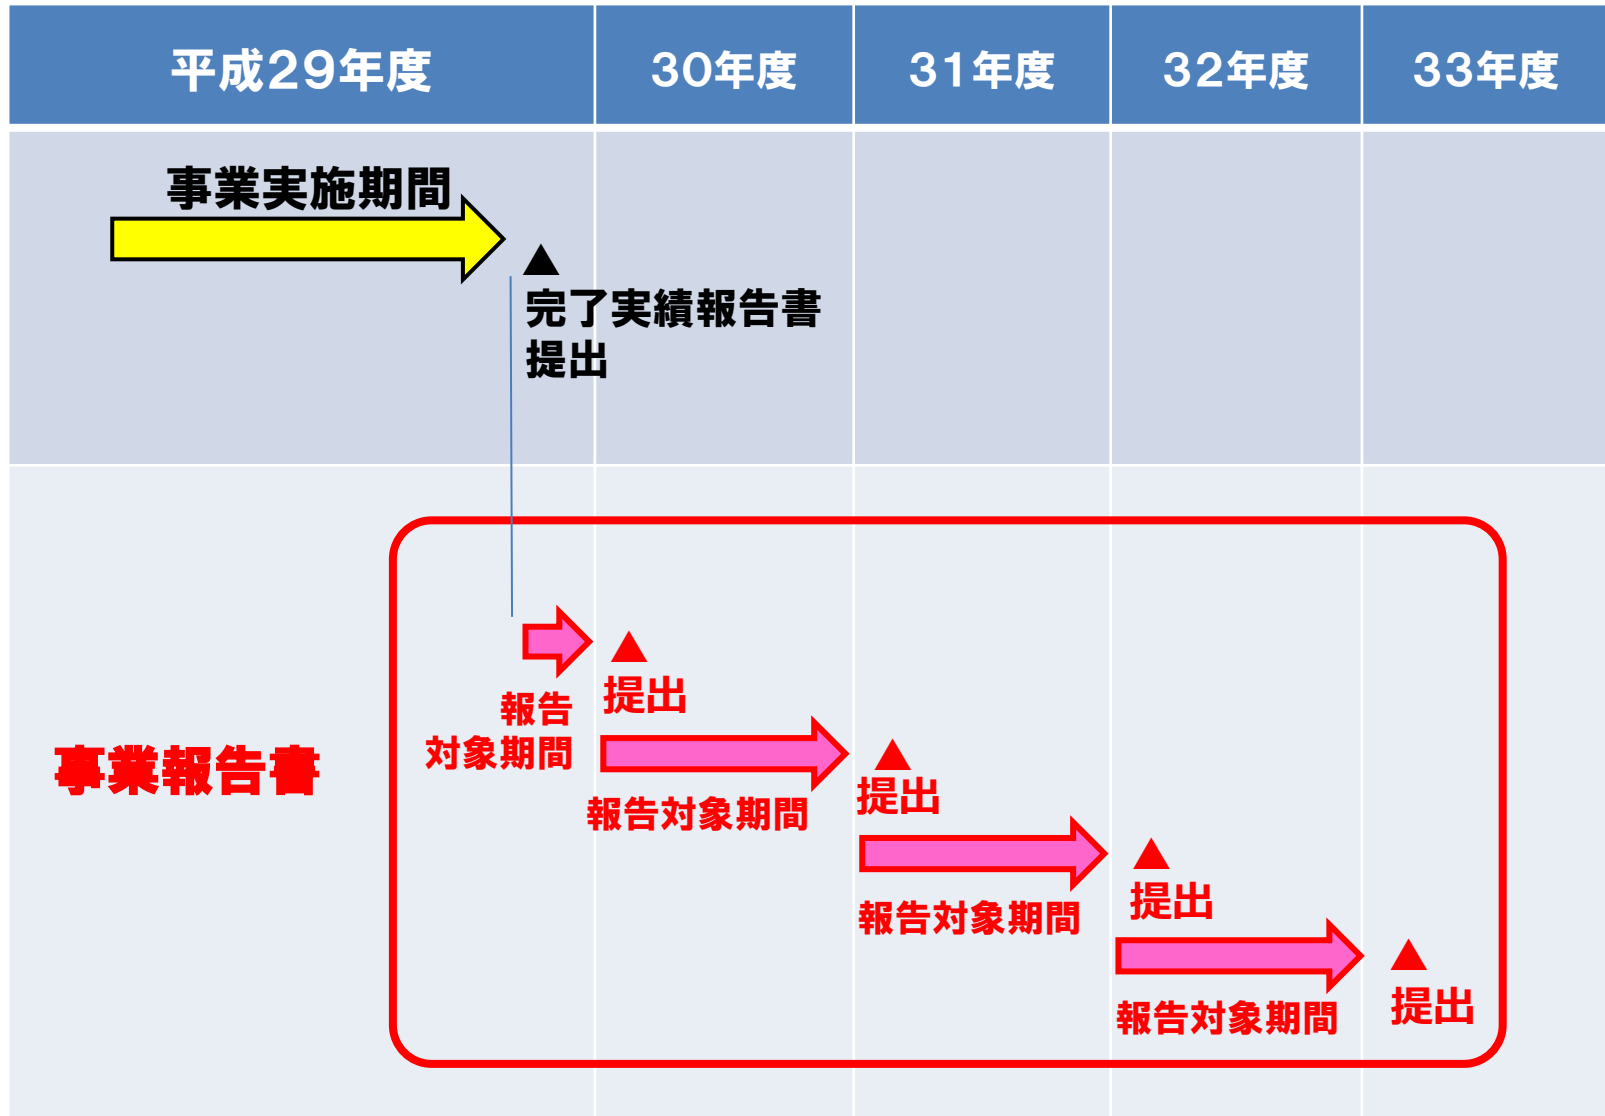 平成29年度
30年度
31年度
32年度
33年度
事業実施期間
完了実績報告書
提出
事業報告書
報告
対象期間
提出
報告対象期間
提出
報告対象期間
提出
報告対象期間
提出